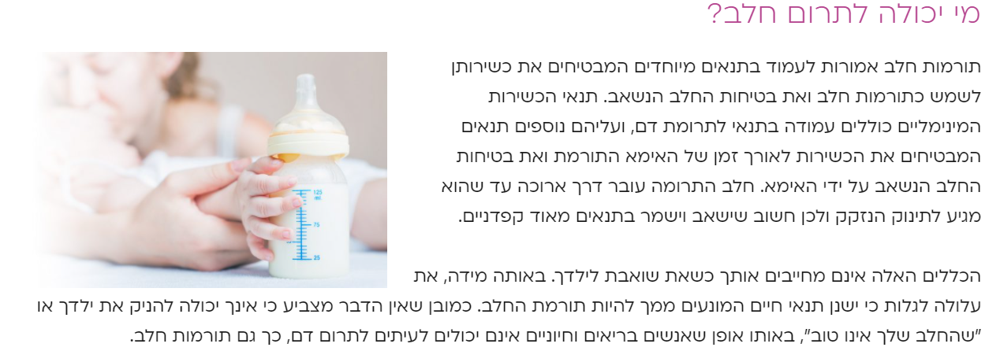 מי יכולה לתרום חלב?
תורמות חלב אמורות לעמוד בתנאים מיוחדים המבטיחים את כשירותן
לשמש כתורמות חלב ואת בטיחות החלב הנשאב. תנאי הכשירות
המינימליים כוללים עמודה בתנאי לתרומת דם, ועליהם נוספים תנאים
המבטיחים את הכשירות לאורך זמן של האימא התורמת ואת בטיחות
החלב הנשאב על ידי האימא. חלב התרומה עובר דרך ארוכה עד שהוא
מגיע לתינוק הנזקק ולכן חשוב שישאב וישמר בתנאים מאוד קפדניים.
הכללים האלה אינם מחייבים אותך כשאת שואבת לילדך. באותה מידה, את
עלולה לגלות כי ישנן תנאי חיים המונעים ממך להיות תורמת החלב. כמובן שאין הדבר מצביע כי אינך יכולה להניק את ילדך או
"שהחלב שלך אינו טוב", באותו אופן שאנשים בריאים וחיוניים אינם יכולים לעיתים לתרום דם, כך גם תורמות חלב.
125
ml
75
25